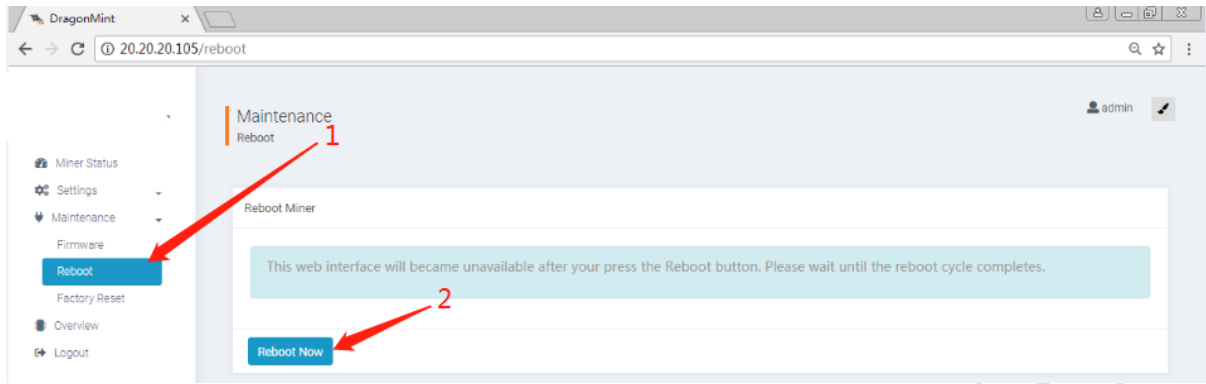 DragonMint
20.20.20.105/reboot
admin
Maintenance
Reboot
1
Miner Status
Settings
Maintenance
Firmware
Reboot
Factory Reset
Overview
Logout
Reboot Miner
This web interface will became unavailable after your press the Reboot button. Please wait until the reboot cycle completes.
2
Reboot Now